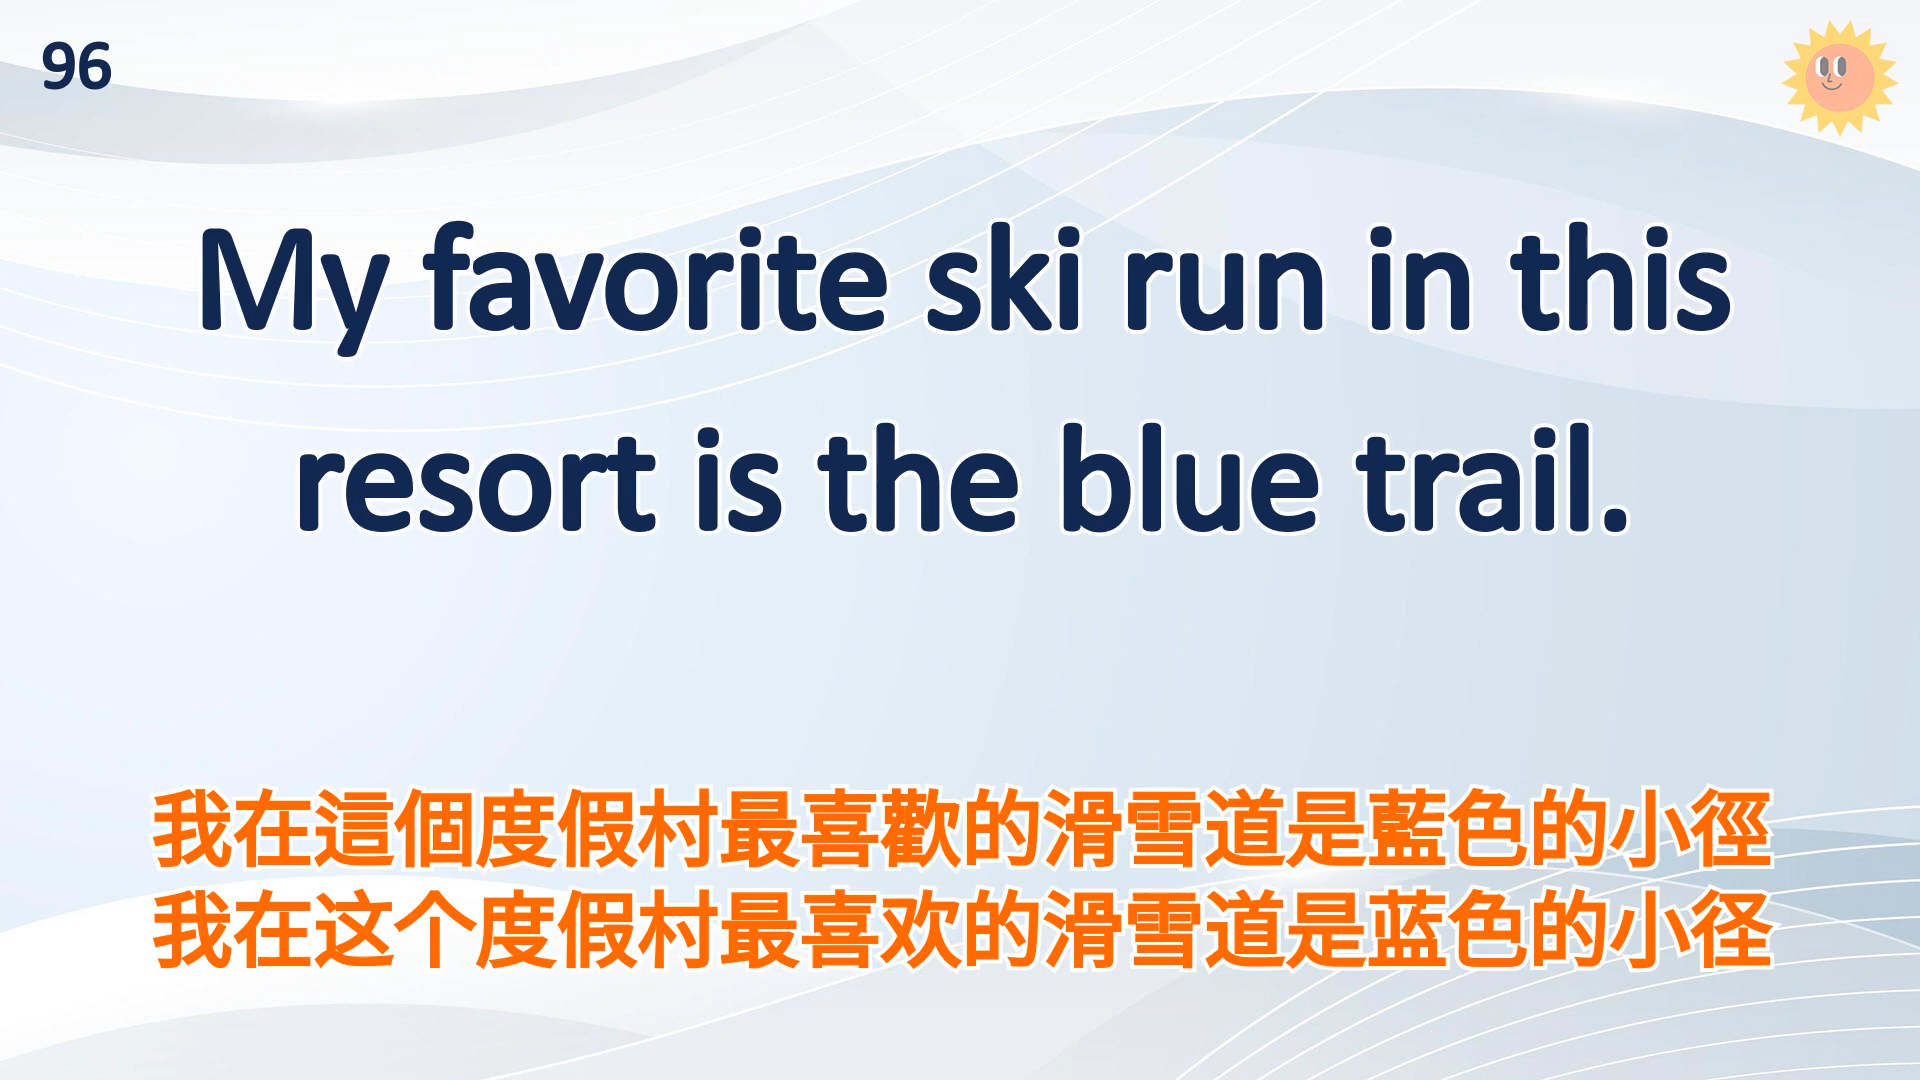 96
My favorite ski run in this
resort is the blue trail.
我在這個度假村最喜歡的滑雪道是藍色的小徑
我在这个度假村最喜欢的滑雪道是蓝色的小径